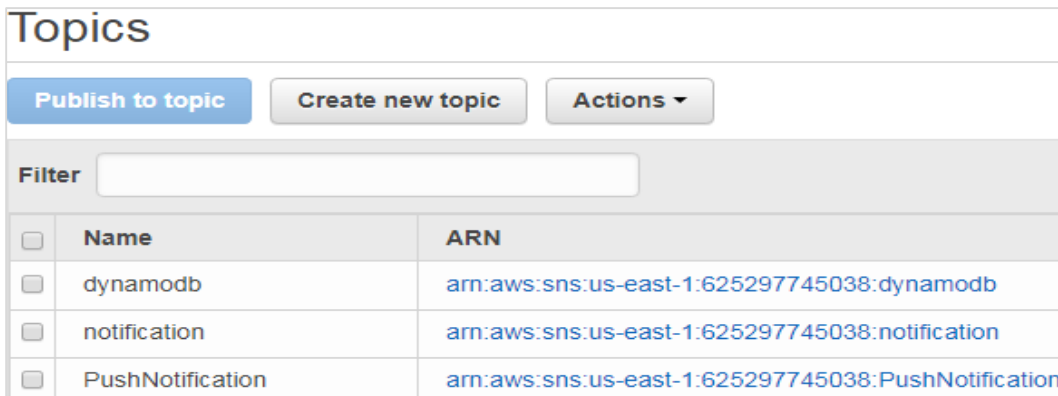 Topics
Publish to topic Create new topic Actions
Filter
Name ARN
dynamodb arn:aws:sns:us-east-1:625297745038:dynamodb
notification arn:aws:sns:us-east-1:625297745038:notification
PushNotification arn:aws:sns:us-east-1:625297745038:PushNotification